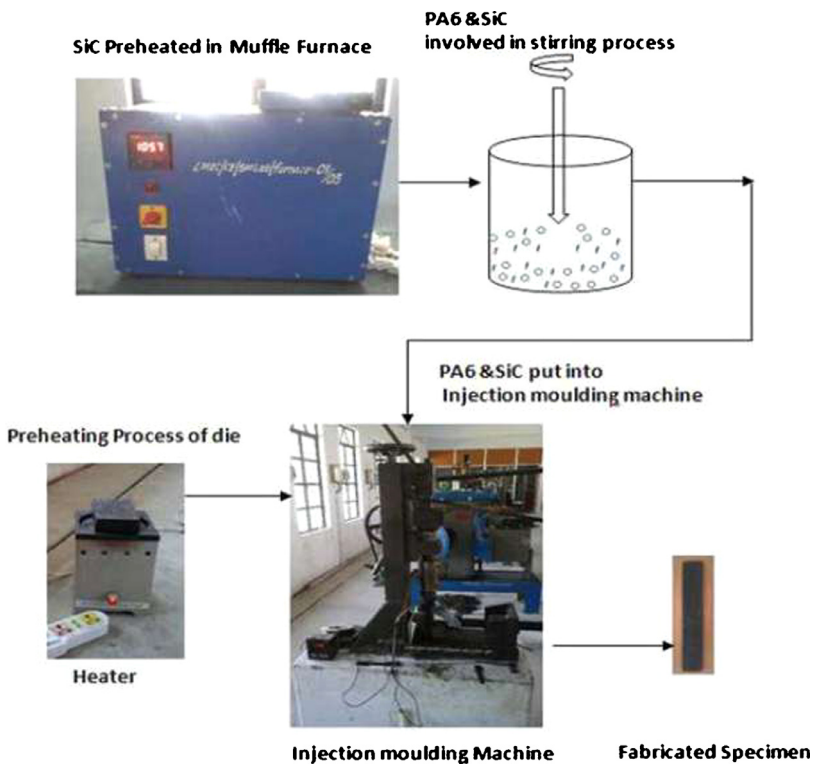 SiC Preheated in Muffle Furnace
PA6 &SiC
involved in stirring process
1057
PA6 &SiC put into
Injection moulding machine
Preheating Process of die
Heater
Injection moulding Machine
Fabricated Specimen